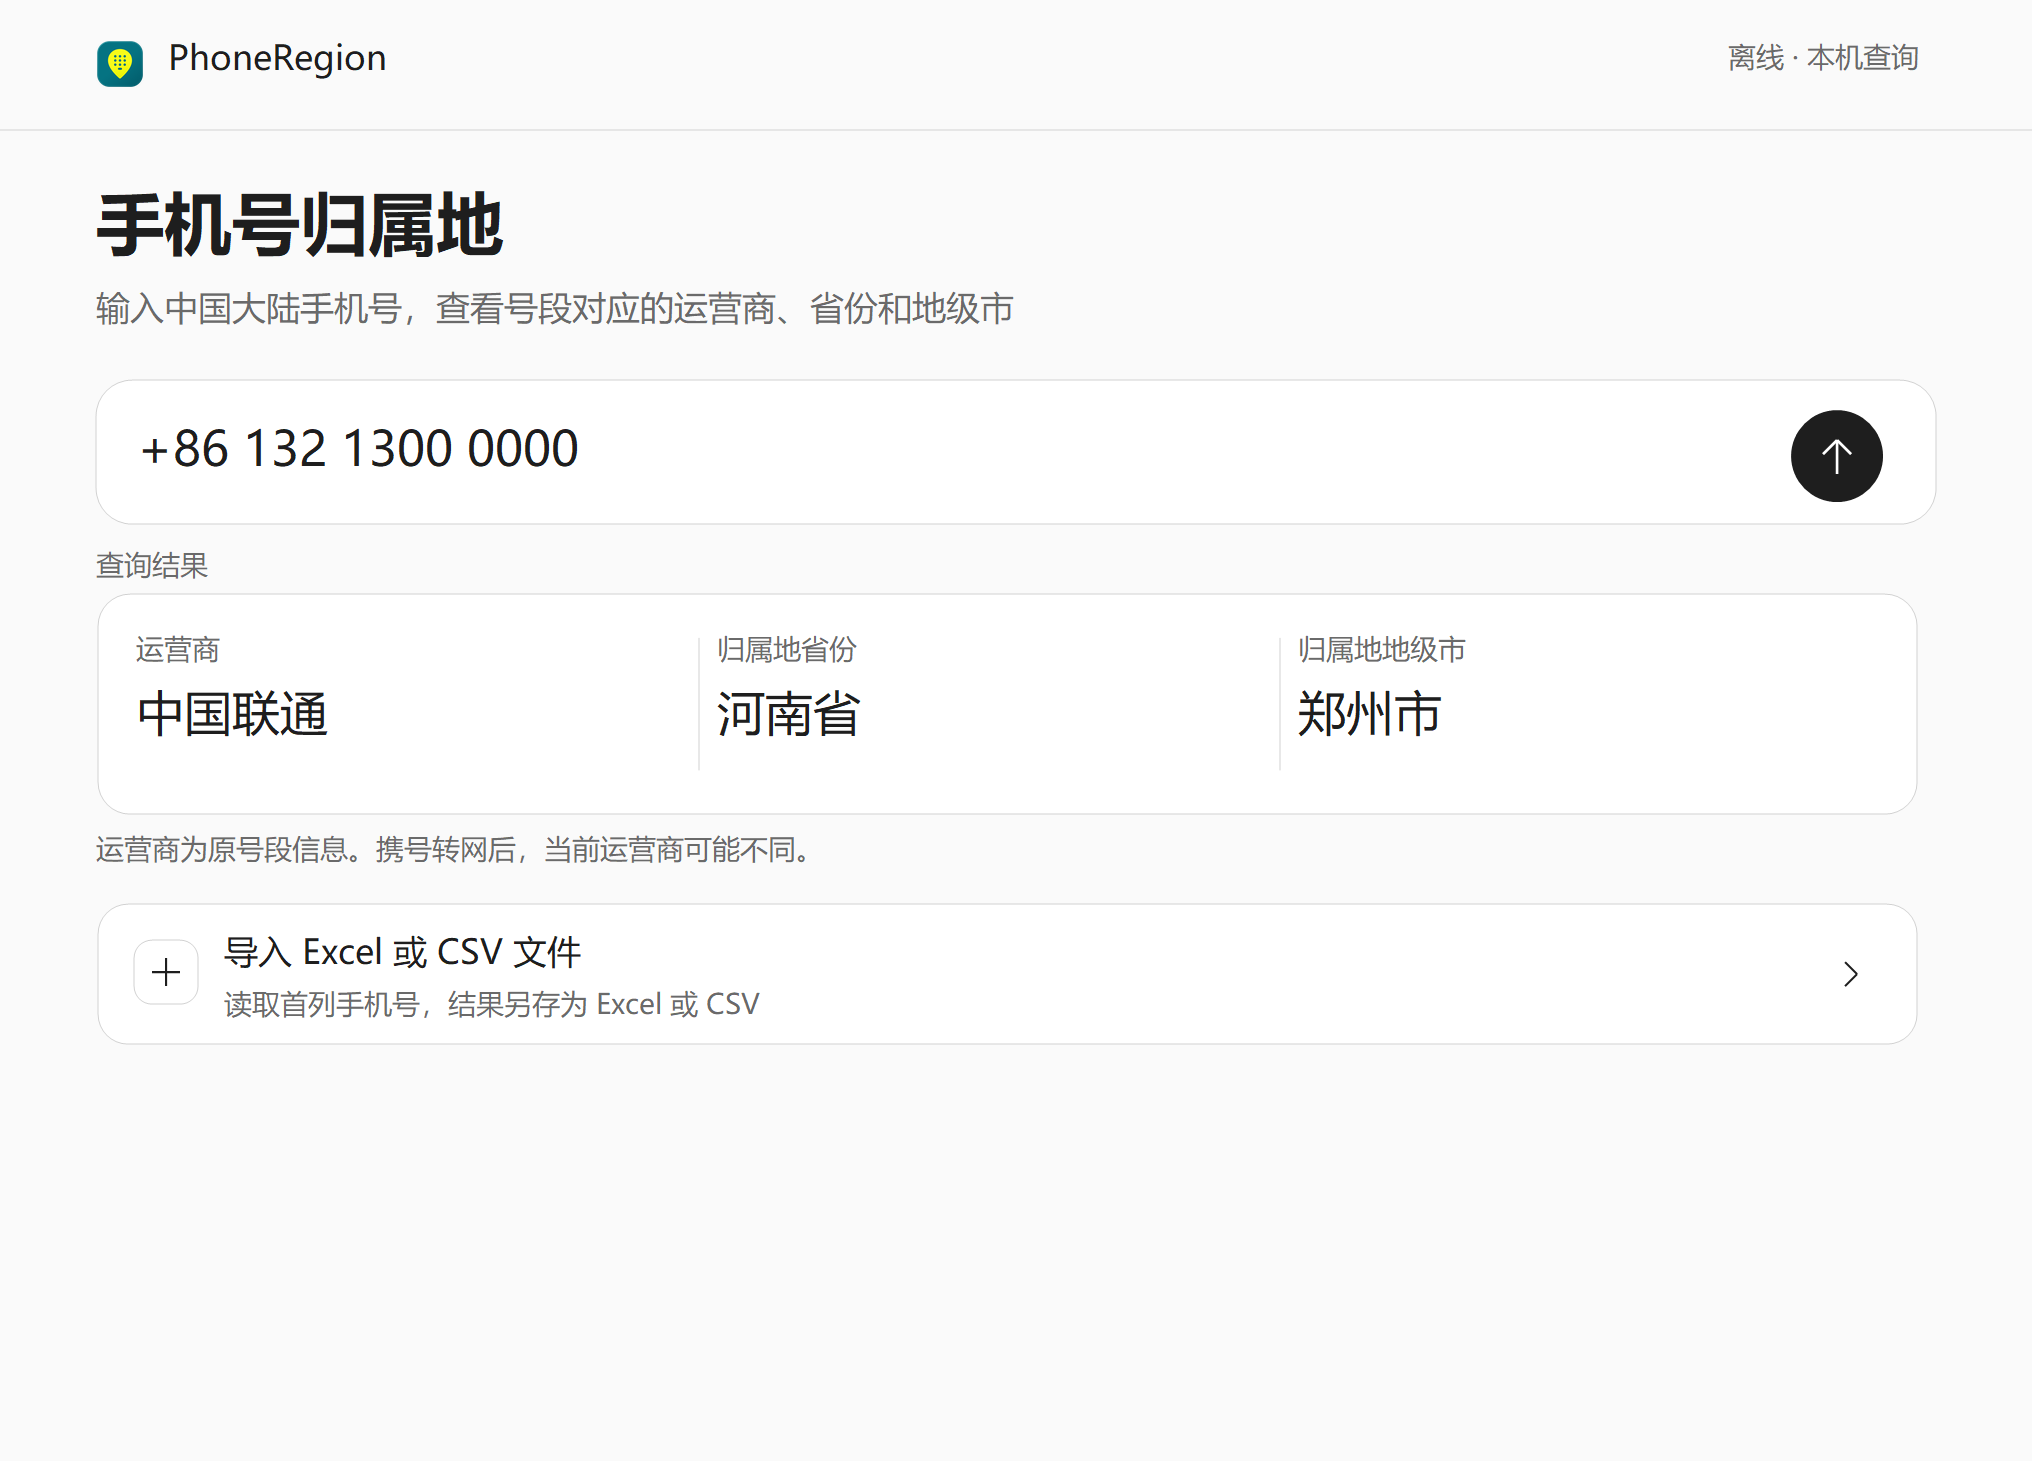 PhoneRegion
离线 · 本机查询
手机号归属地
输入中国大陆手机号，查看号段对应的运营商、省份和地级市
+86 132 1300 0000
查询结果
运营商
归属地省份
归属地地级市
中国联通
河南省
郑州市
运营商为原号段信息。携号转网后，当前运营商可能不同。
导入 Excel 或 CSV 文件
读取首列手机号，结果另存为 Excel 或 CSV